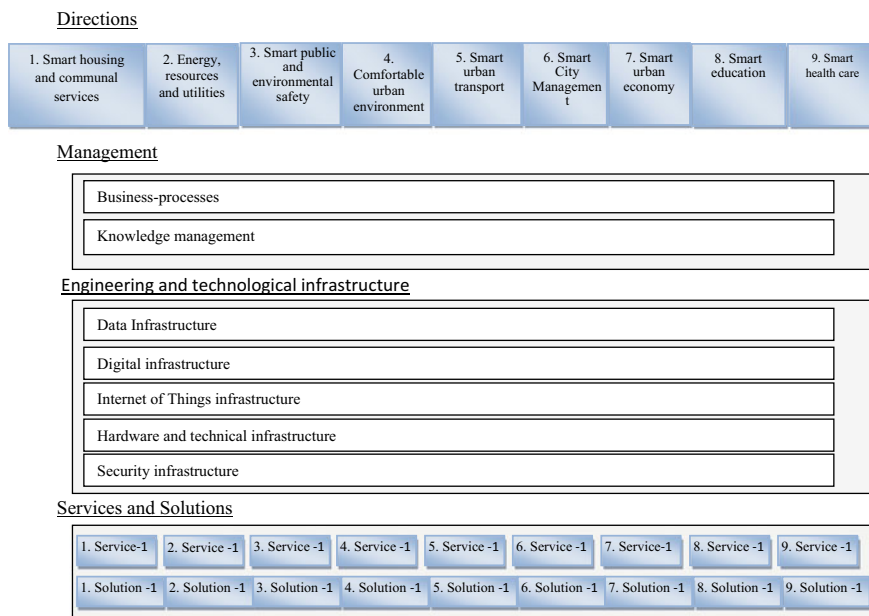 Directions
1. Smart housing
and communal
services
2. Energy,
resources
and utilities
3. Smart public
and
environmental
safety
4.
Comfortable
urban
environment
5. Smart
urban
transport
6. Smart
City
Managemen
t
7. Smart
urban
economy
8. Smart
education
9. Smart
health care
Management
Business-processes
Knowledge management
Engineering and technological infrastructure
Data Infrastructure
Digital infrastructure
Internet of Things infrastructure
Hardware and technical infrastructure
Security infrastructure
Services and Solutions
1. Service-1 2. Service -1 3. Service -1 4. Service -1 5. Service -1 6. Service -1 7. Service-1 8. Service -1 9. Service -1
1. Solution -1 2. Solution -1 3. Solution -1 4. Solution -1 5. Solution -1 6. Solution -1 7. Solution -1 8. Solution -1 9. Solution -1